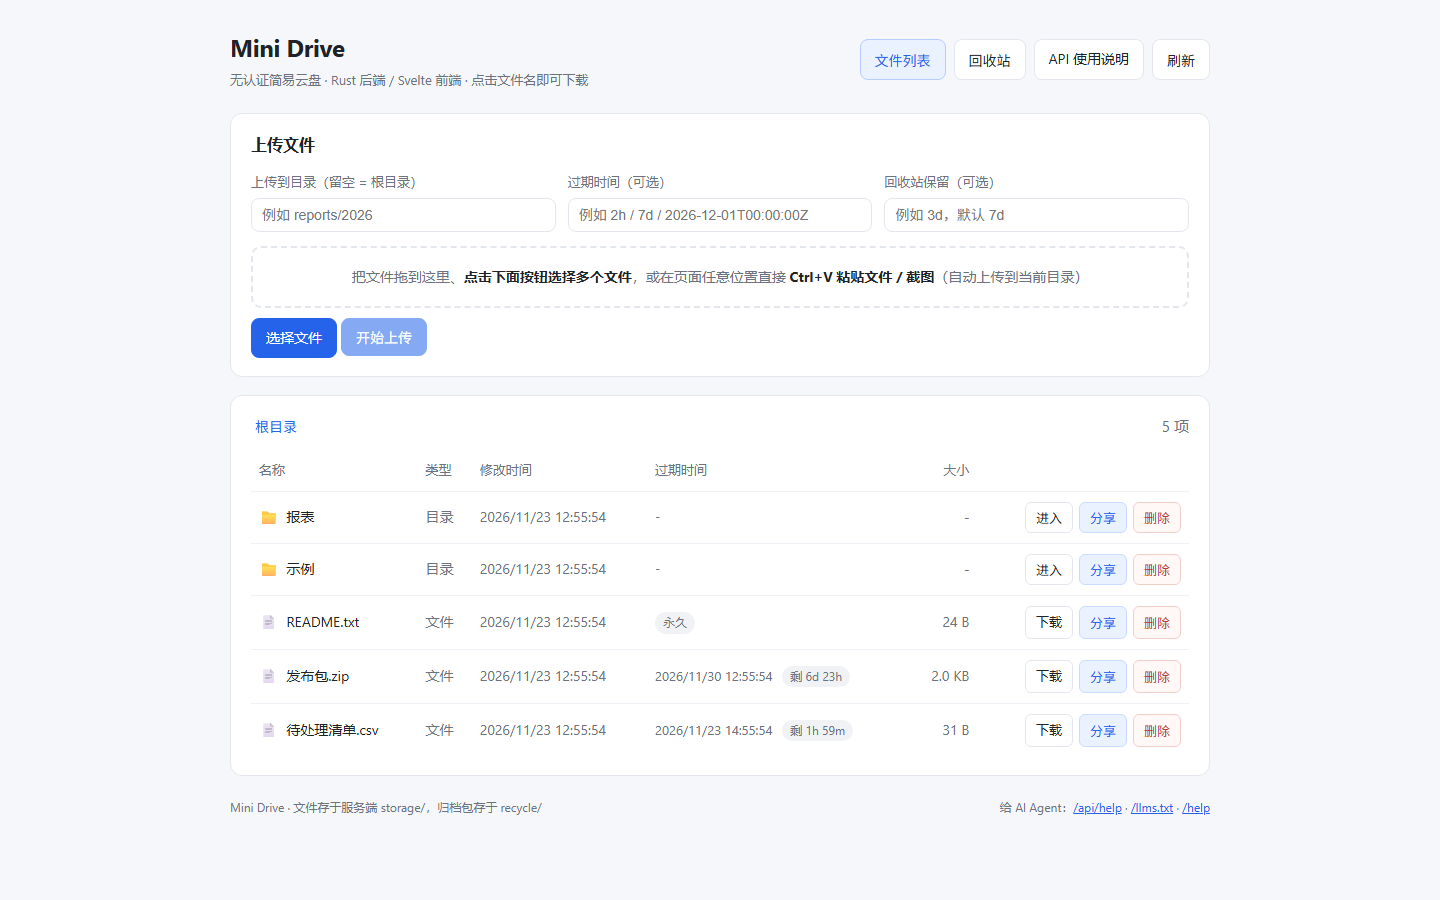 Mini Drive
无认证简易云盘 · Rust 后端 / Svelte 前端 · 点击文件名即可下载
文件列表 回收站 API 使用说明 刷新
上传文件
上传到目录（留空 = 根目录） 过期时间（可选） 回收站保留（可选）
例如 reports/2026 例如 2h / 7d / 2026-12-01T00:00:00Z 例如 3d，默认 7d
把文件拖到这里、点击下面按钮选择多个文件，或在页面任意位置直接 Ctrl+V 粘贴文件 / 截图（自动上传到当前目录）
选择文件 开始上传
根目录 5 项
名称 类型 修改时间 过期时间 大小
报表 目录 2026/11/23 12:55:54 - - 进入 分享 删除
示例 目录 2026/11/23 12:55:54 - - 进入 分享 删除
README.txt 文件 2026/11/23 12:55:54 永久 24 B 下载 分享 删除
发布包.zip 文件 2026/11/23 12:55:54 2026/11/30 12:55:54 剩 6d 23h 2.0 KB 下载 分享 删除
待处理清单.csv 文件 2026/11/23 12:55:54 2026/11/23 14:55:54 剩 1h 59m 31 B 下载 分享 删除
Mini Drive · 文件存于服务端 storage/，归档包存于 recycle/ 给 AI Agent：/api/help · /llms.txt · /help